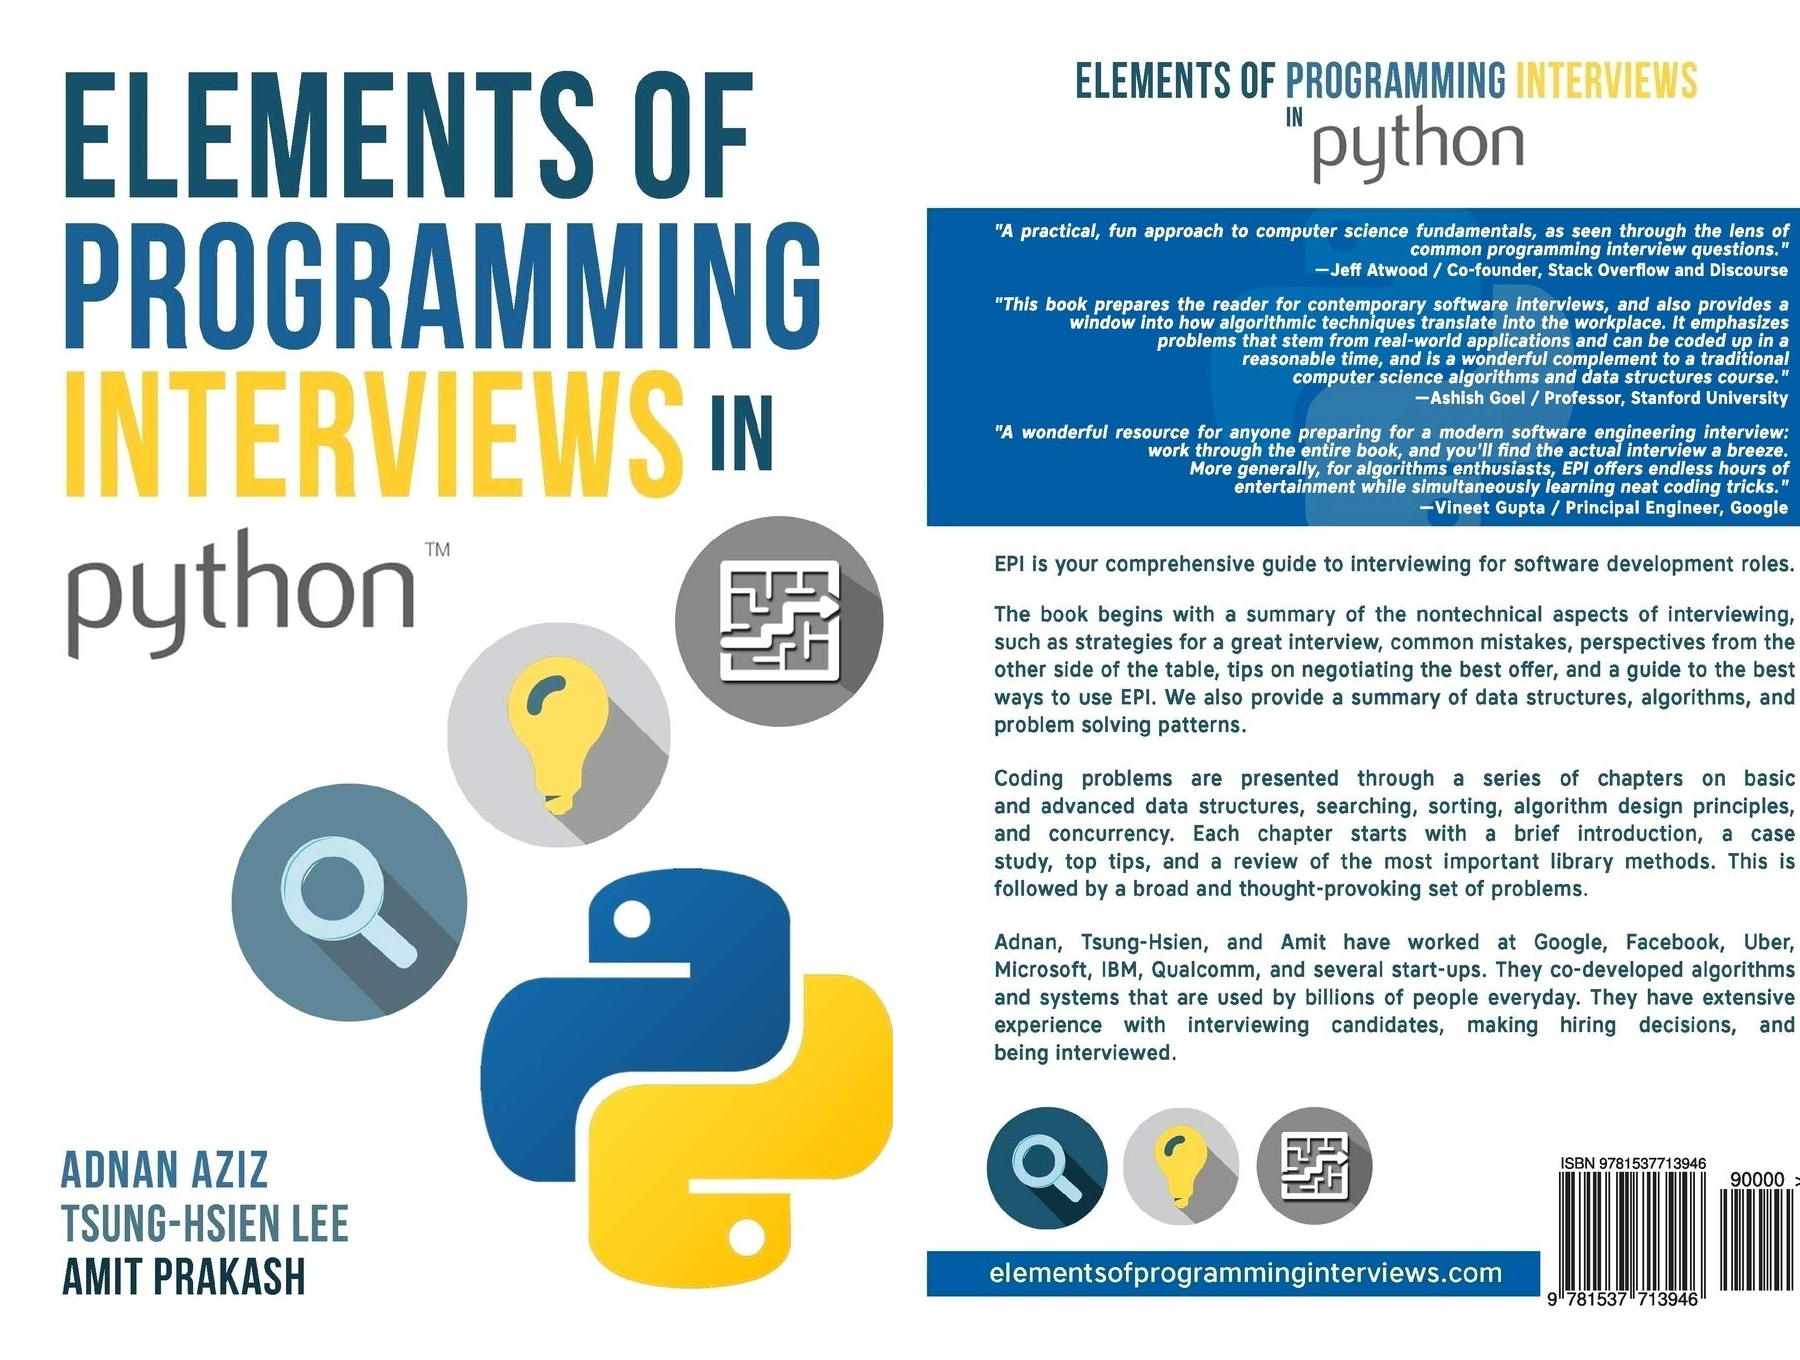 ELEMENTS OF
PROGRAMMING
INTERVIEWS IN
python™
ADNAN AZIZ
TSUNG-HSIEN LEE
AMIT PRAKASH
ELEMENTS OF PROGRAMMING INTERVIEWS
IN python
"A practical, fun approach to computer science fundamentals, as seen through the lens of
common programming interview questions."
—Jeff Atwood / Co-founder, Stack Overflow and Discourse
"This book prepares the reader for contemporary software interviews, and also provides a
window into how algorithmic techniques translate into the workplace. It emphasizes
problems that stem from real-world applications and can be coded up in a
reasonable time, and is a wonderful complement to a traditional
computer science algorithms and data structures course."
—Ashish Goel / Professor, Stanford University
"A wonderful resource for anyone preparing for a modern software engineering interview:
work through the entire book, and you'll find the actual interview a breeze.
More generally, for algorithms enthusiasts, EPI offers endless hours of
entertainment while simultaneously learning neat coding tricks."
—Vineet Gupta / Principal Engineer, Google
EPI is your comprehensive guide to interviewing for software development roles.
The book begins with a summary of the nontechnical aspects of interviewing,
such as strategies for a great interview, common mistakes, perspectives from the
other side of the table, tips on negotiating the best offer, and a guide to the best
ways to use EPI. We also provide a summary of data structures, algorithms, and
problem solving patterns.
Coding problems are presented through a series of chapters on basic
and advanced data structures, searching, sorting, algorithm design principles,
and concurrency. Each chapter starts with a brief introduction, a case
study, top tips, and a review of the most important library methods. This is
followed by a broad and thought-provoking set of problems.
Adnan, Tsung-Hsien, and Amit have worked at Google, Facebook, Uber,
Microsoft, IBM, Qualcomm, and several start-ups. They co-developed algorithms
and systems that are used by billions of people everyday. They have extensive
experience with interviewing candidates, making hiring decisions, and
being interviewed.
ISBN 9781537713946
90000 >
elementsofprogramminginterviews.com
9 781537 713946